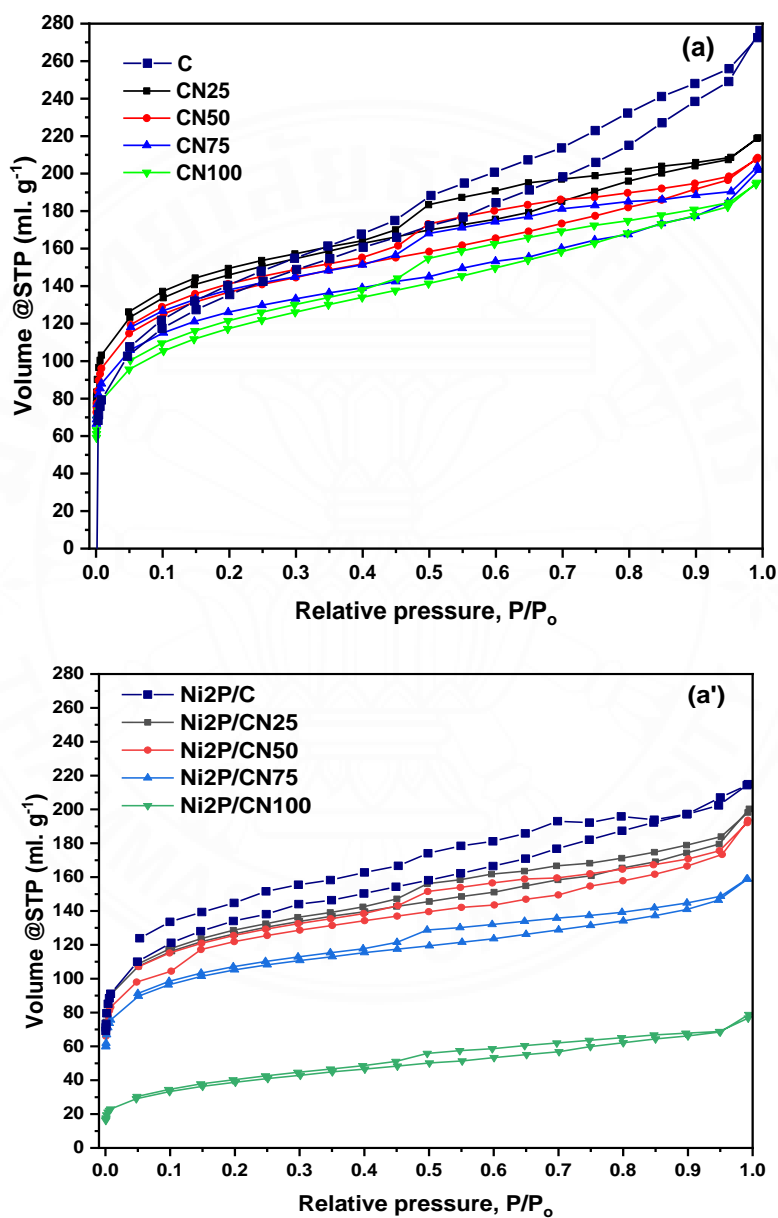 (a)
C
CN25
CN50
CN75
CN100
Volume @STP (ml. g-1)
280
260
240
220
200
180
160
140
120
100
80
60
40
20
0
0.0 0.1 0.2 0.3 0.4 0.5 0.6 0.7 0.8 0.9 1.0
Relative pressure, P/Po
(a')
Ni2P/C
Ni2P/CN25
Ni2P/CN50
Ni2P/CN75
Ni2P/CN100
Volume @STP (ml. g-1)
280
260
240
220
200
180
160
140
120
100
80
60
40
20
0
0.0 0.1 0.2 0.3 0.4 0.5 0.6 0.7 0.8 0.9 1.0
Relative pressure, P/Po